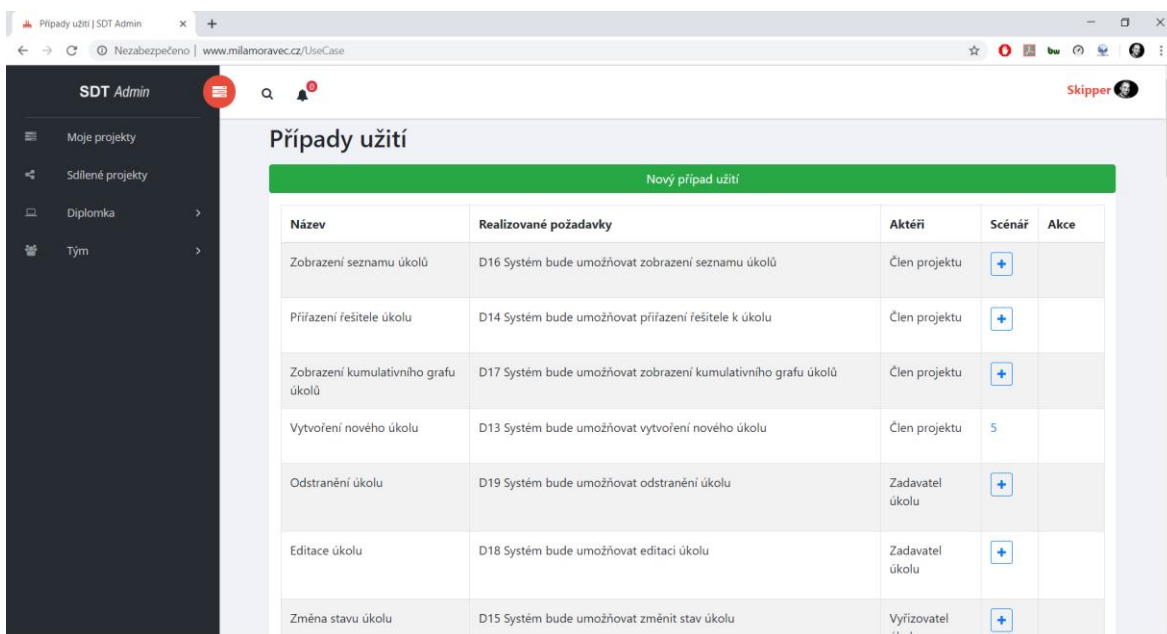 Případy užití | SDT Admin
Nezabezpečeno | www.milamoravec.cz/UseCase
bw
SDT Admin
0
Skipper
Moje projekty
Sdílené projekty
Diplomka
Tým
Případy užití
Nový případ užití
Název Realizované požadavky Aktéři Scénář Akce
Zobrazení seznamu úkolů D16 Systém bude umožňovat zobrazení seznamu úkolů Člen projektu
Přiřazení řešitele úkolu D14 Systém bude umožňovat přiřazení řešitele k úkolu Člen projektu
Zobrazení kumulativního grafu D17 Systém bude umožňovat zobrazení kumulativního grafu úkolů Člen projektu
úkolů
Vytvoření nového úkolu D13 Systém bude umožňovat vytvoření nového úkolu Člen projektu 5
Odstranění úkolu D19 Systém bude umožňovat odstranění úkolu Zadavatel
úkolu
Editace úkolu D18 Systém bude umožňovat editaci úkolu Zadavatel
úkolu
Změna stavu úkolu D15 Systém bude umožňovat změnit stav úkolu Vyřizovatel